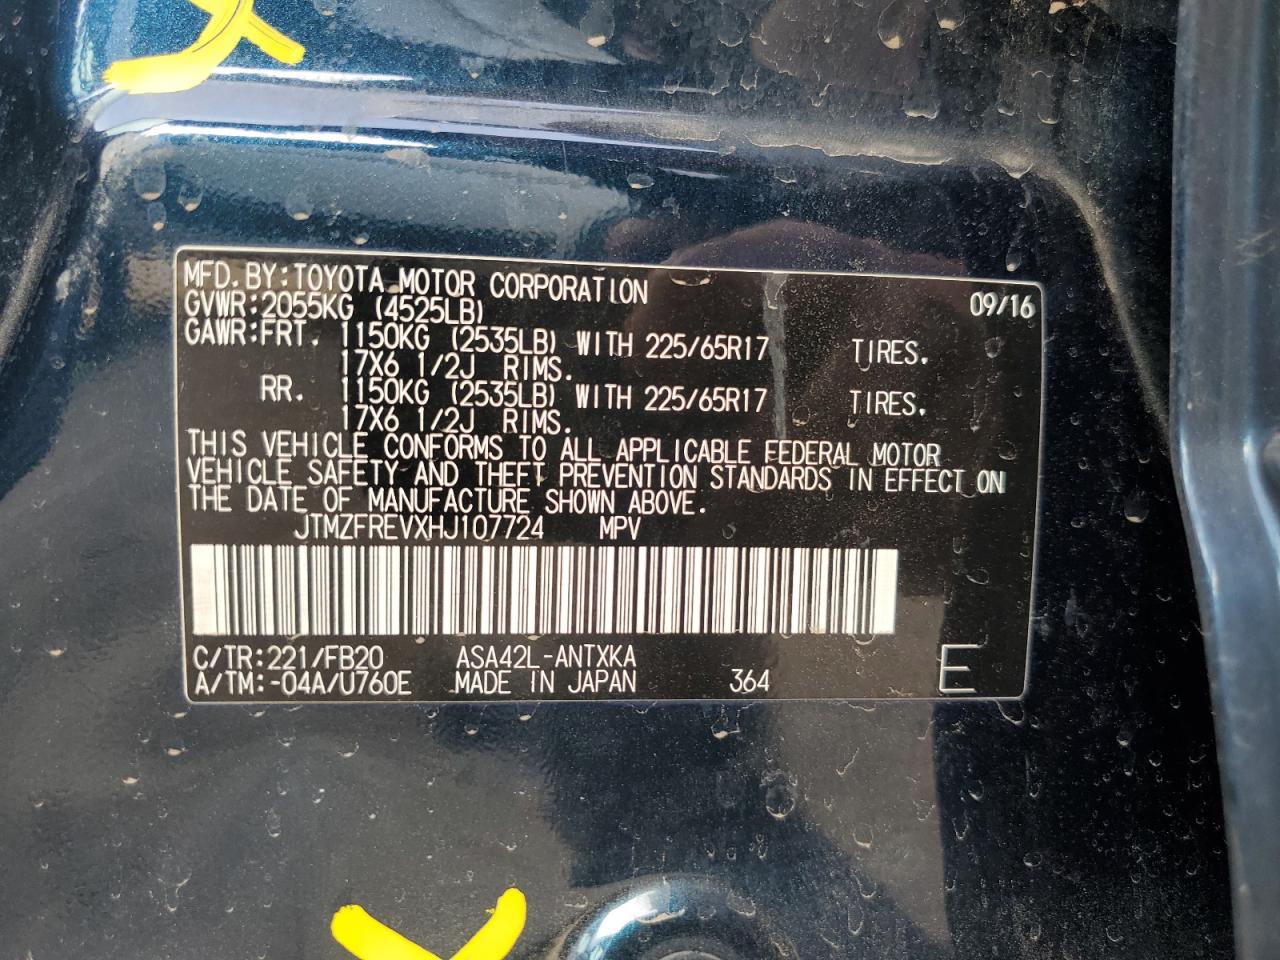 MFD.BY:TOYOTA MOTOR CORPORATION 09/16
GVWR:2055KG (4525LB)
GAWR:FRT. 1150KG (2535LB) WITH 225/65R17 TIRES.
17X6 1/2J RIMS.
RR. 1150KG (2535LB) WITH 225/65R17 TIRES.
17X6 1/2J RIMS.
THIS VEHICLE CONFORMS TO ALL APPLICABLE FEDERAL MOTOR
VEHICLE SAFETY AND THEFT PREVENTION STANDARDS IN EFFECT ON
THE DATE OF MANUFACTURE SHOWN ABOVE.
JTMZFREVXHJ107724 MPV
C/TR:221/FB20 ASA42L-ANTXKA
A/TM:-04A/U760E MADE IN JAPAN 364 E